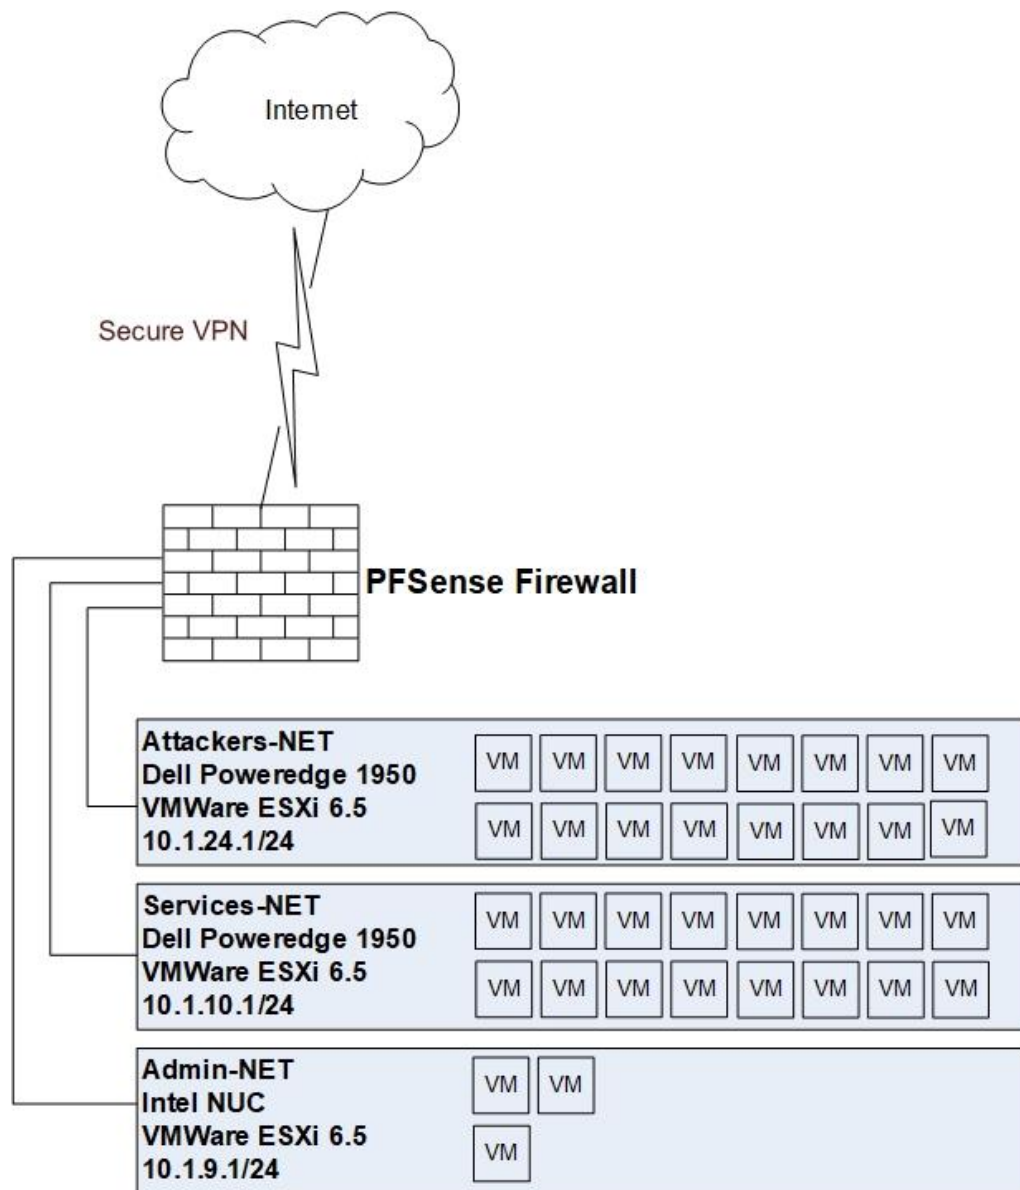 Internet
Secure VPN
PFSense Firewall
Attackers-NET
Dell Poweredge 1950
VMWare ESXi 6.5
10.1.24.1/24
VM VM VM VM VM VM VM VM
VM VM VM VM VM VM VM VM
Services-NET
Dell Poweredge 1950
VMWare ESXi 6.5
10.1.10.1/24
VM VM VM VM VM VM VM VM
VM VM VM VM VM VM VM VM
Admin-NET
Intel NUC
VMWare ESXi 6.5
10.1.9.1/24
VM VM
VM